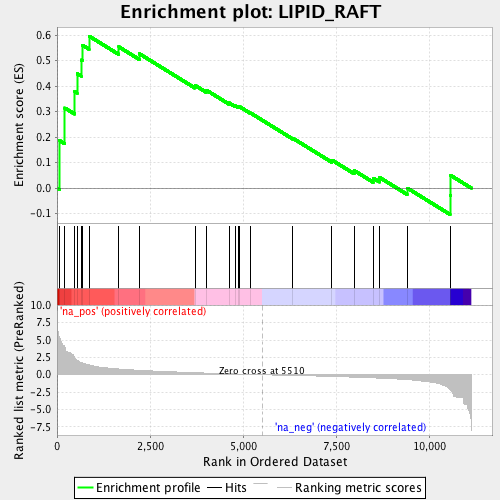 Enrichment plot: LIPID_RAFT
Enrichment score (ES)
0.6
0.5
0.4
0.3
0.2
0.1
0.0
-0.1
Ranked list metric (PreRanked)
10.0
7.5
5.0
2.5
0.0
-2.5
-5.0
-7.5
'na_pos' (positively correlated)
Zero cross at 5510
'na_neg' (negatively correlated)
0 2,500 5,000 7,500 10,000
Rank in Ordered Dataset
Enrichment profile Hits Ranking metric scores